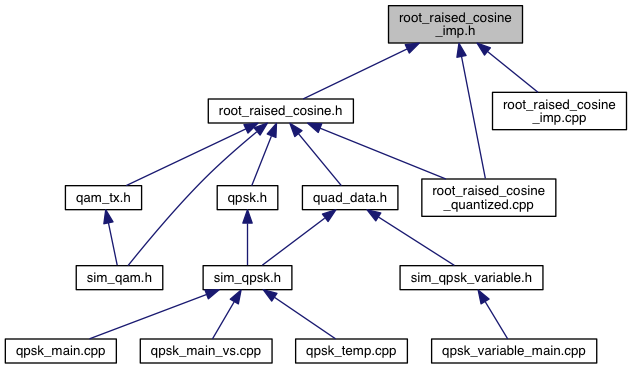 root_raised_cosine
_imp.h
root_raised_cosine.h
root_raised_cosine
_imp.cpp
qam_tx.h
qpsk.h
quad_data.h
root_raised_cosine
_quantized.cpp
sim_qam.h
sim_qpsk.h
sim_qpsk_variable.h
qpsk_main.cpp
qpsk_main_vs.cpp
qpsk_temp.cpp
qpsk_variable_main.cpp